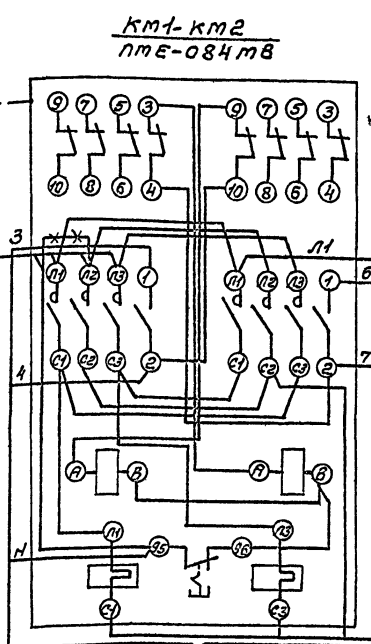 КМ1-КМ2
ПМЕ-084МВ
9 7 5 3 9 7 5 3
10 8 6 4 10 8 6 4
3
Л1 Л2 Л3 1 Л1 Л2 Л3 1
Л1
6
С1 С2 С3 2 С1 С2 С3 2
7
4
А В А В
Л1 95 96 Л3
N
С1 С3